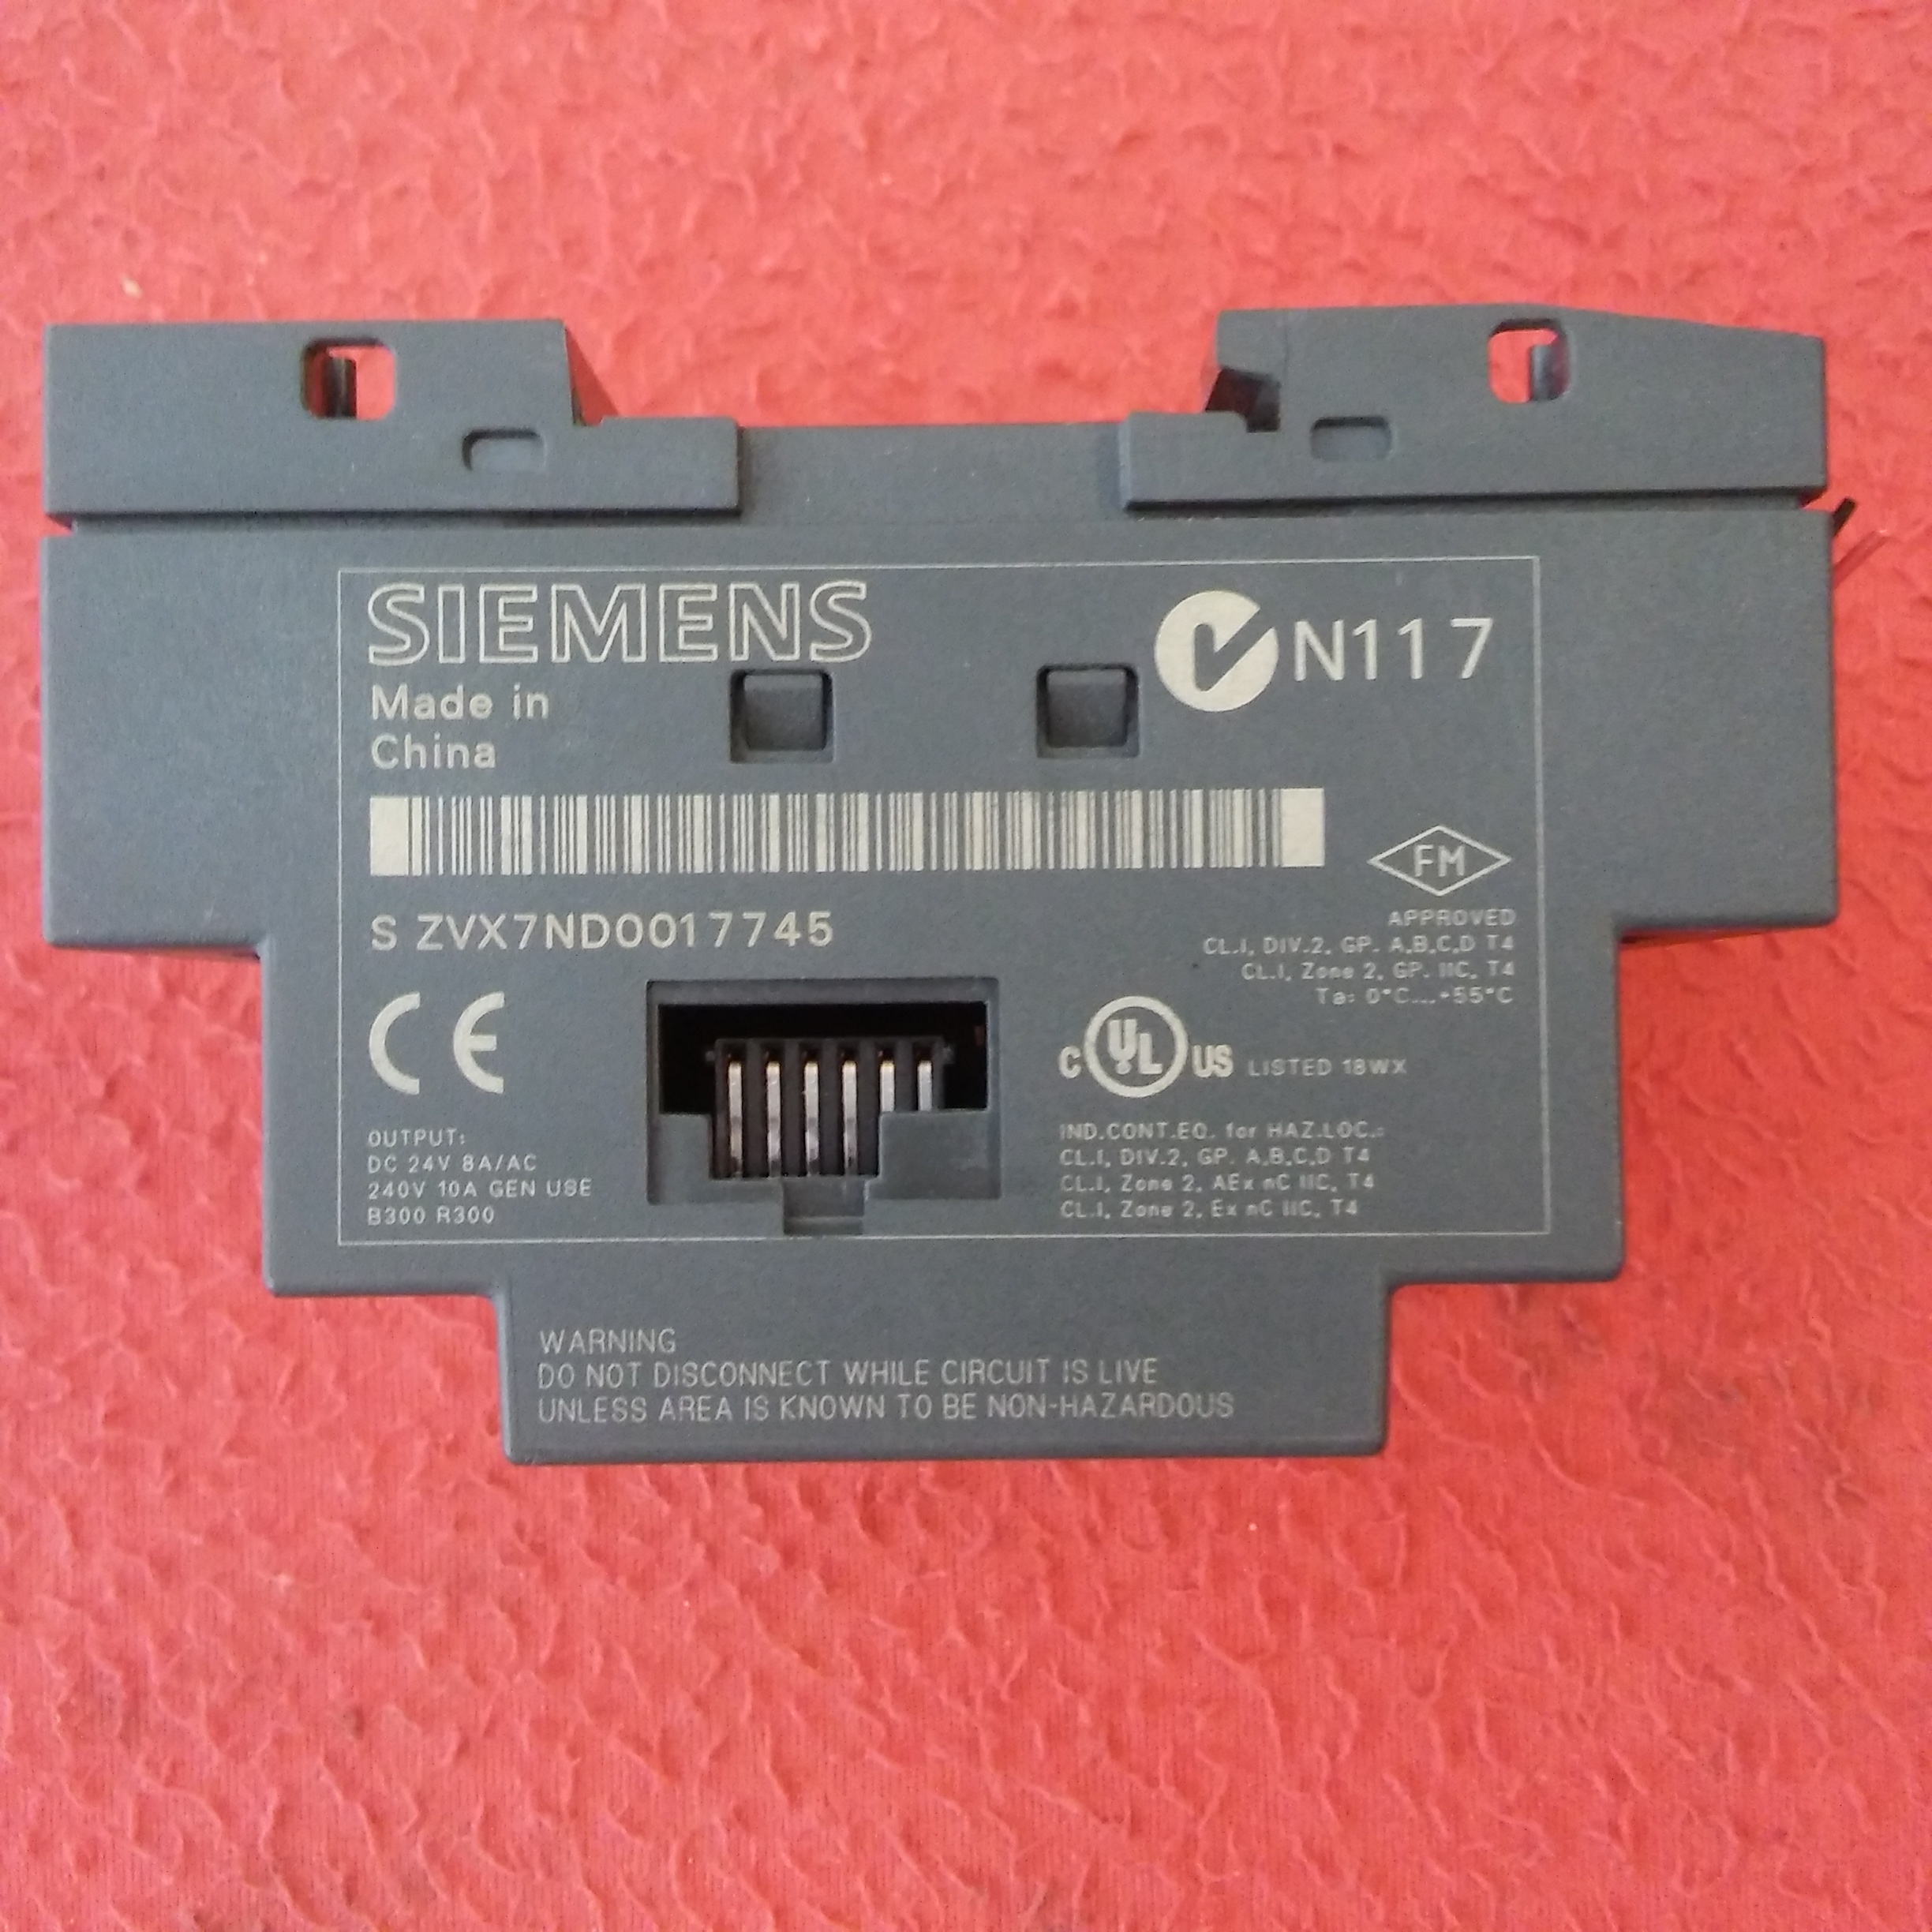 SIEMENS
N117
Made in
China
FM
S ZVX7ND0017745
APPROVED
CL.I, DIV.2, GP. A,B,C,D T4
CL.I, Zone 2, GP. IIC, T4
Ta: 0°C...+55°C
CE
C UL US LISTED 18WX
OUTPUT:
DC 24V 8A/AC
240V 10A GEN USE
B300 R300
IND.CONT.EQ. for HAZ.LOC.:
CL.I, DIV.2, GP. A,B,C,D T4
CL.I, Zone 2, AEx nC IIC, T4
CL.I, Zone 2, Ex nC IIC, T4
WARNING
DO NOT DISCONNECT WHILE CIRCUIT IS LIVE
UNLESS AREA IS KNOWN TO BE NON-HAZARDOUS